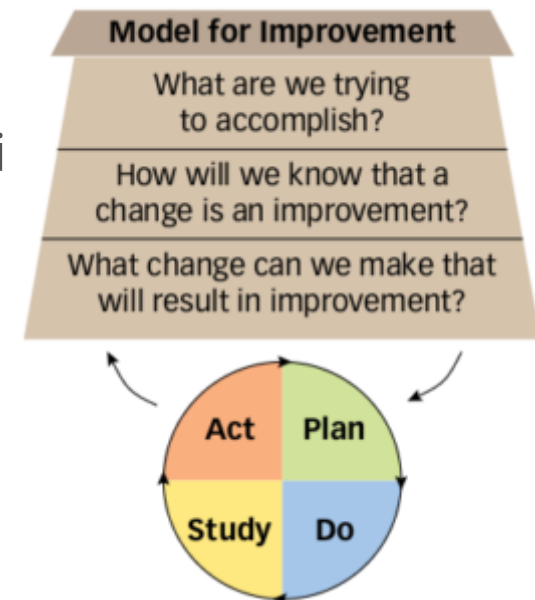 Model for Improvement
What are we trying
to accomplish?
i
How will we know that a
change is an improvement?
What change can we make that
will result in improvement?
Act
Plan
Study
Do